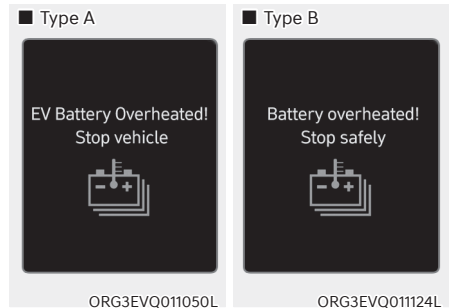 ■ Type A
EV Battery Overheated!
Stop vehicle
ORG3EVQ011050L
■ Type B
Battery overheated!
Stop safely
ORG3EVQ011124L